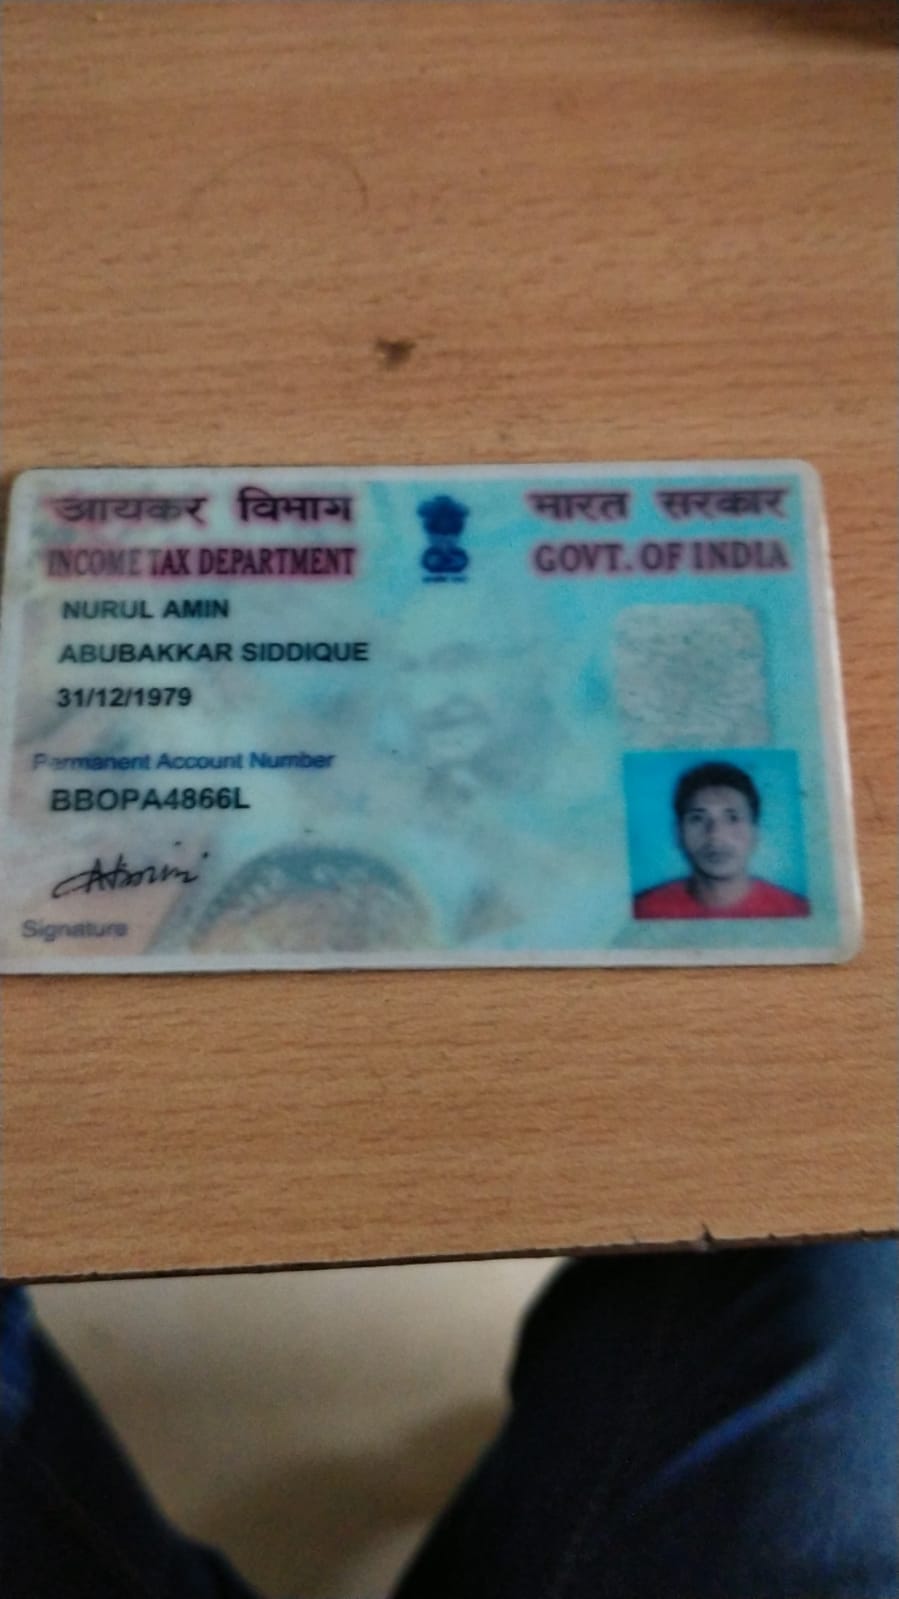 आयकर विभाग
INCOME TAX DEPARTMENT
भारत सरकार
GOVT. OF INDIA
NURUL AMIN
ABUBAKKAR SIDDIQUE
31/12/1979
Permanent Account Number
BBOPA4866L
Signature